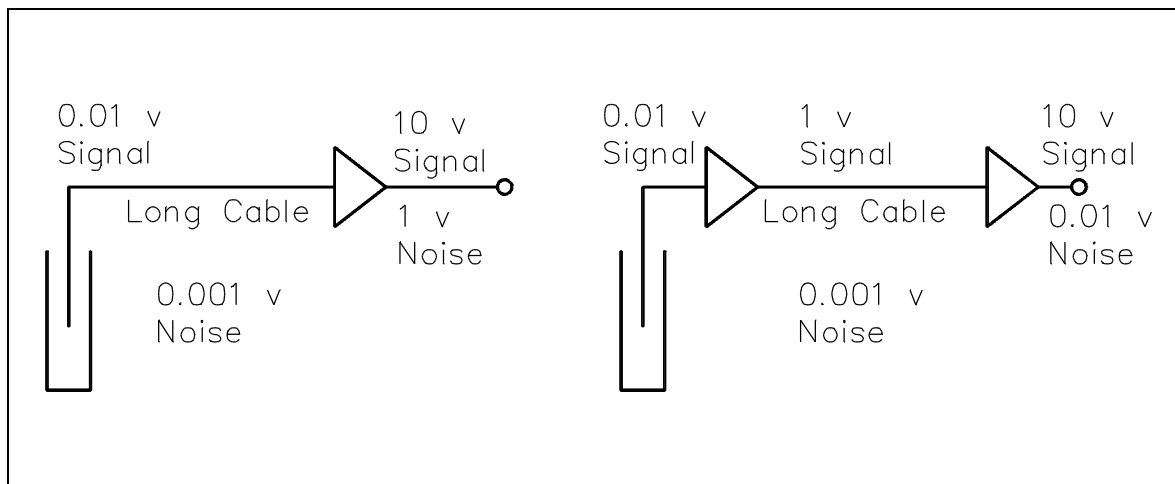 0.01 v
Signal
10 v
Signal
Long Cable
1 v
Noise
0.001 v
Noise
0.01 v
Signal
1 v
Signal
10 v
Signal
Long Cable
0.01 v
Noise
0.001 v
Noise